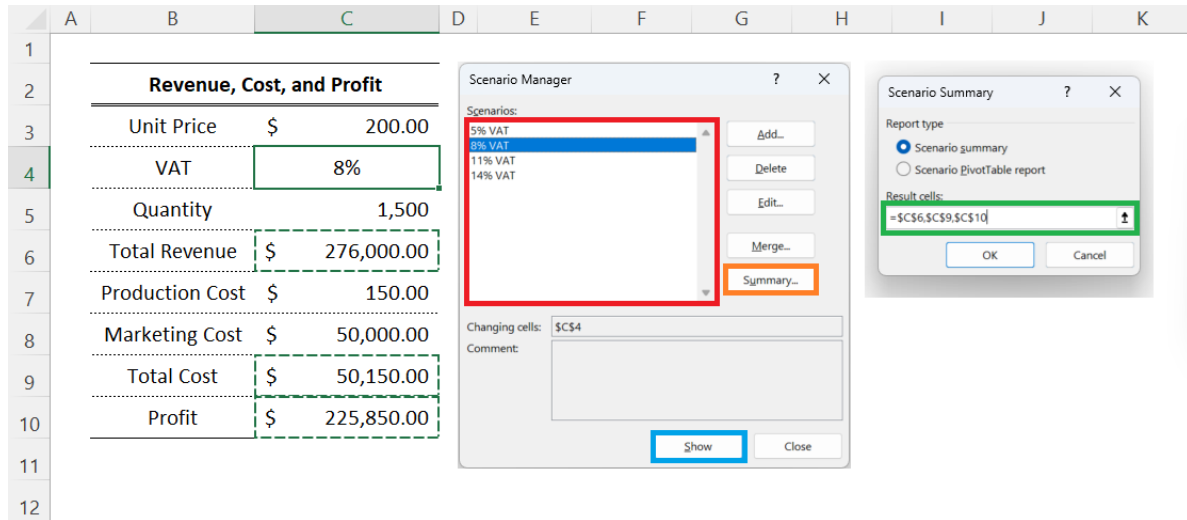 A B C D E F G H I J K
1
2 Revenue, Cost, and Profit
3 Unit Price $ 200.00
4 VAT 8%
5 Quantity 1,500
6 Total Revenue $ 276,000.00
7 Production Cost $ 150.00
8 Marketing Cost $ 50,000.00
9 Total Cost $ 50,150.00
10 Profit $ 225,850.00
11
12
Scenario Manager ? ×
Scenarios:
5% VAT
8% VAT
11% VAT
14% VAT
Add...
Delete
Edit...
Merge...
Summary...
Changing cells: $C$4
Comment:
Show Close
Scenario Summary ? ×
Report type
Scenario summary
Scenario PivotTable report
Result cells:
=$C$6,$C$9,$C$10
OK Cancel